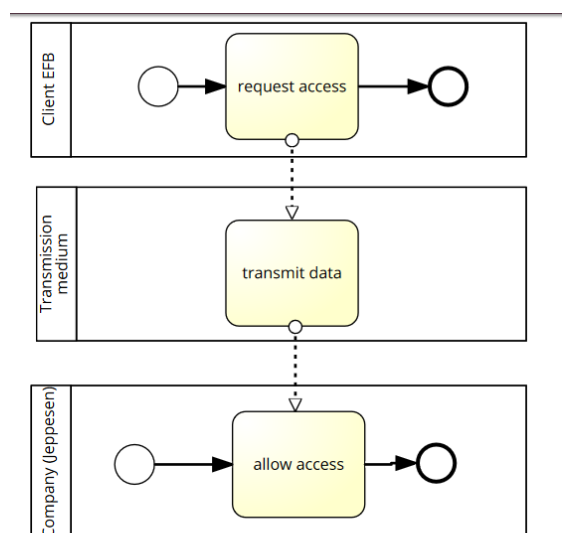 Client EFB
request access
Transmission
medium
transmit data
Company (Jeppesen)
allow access